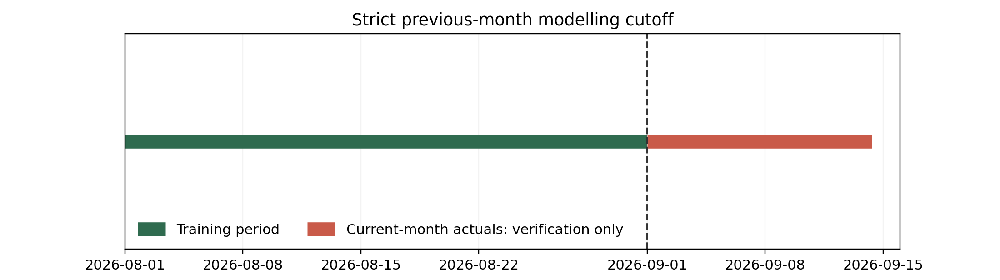 Strict previous-month modelling cutoff
Training period
Current-month actuals: verification only
2026-08-01 2026-08-08 2026-08-15 2026-08-22 2026-09-01 2026-09-08 2026-09-15